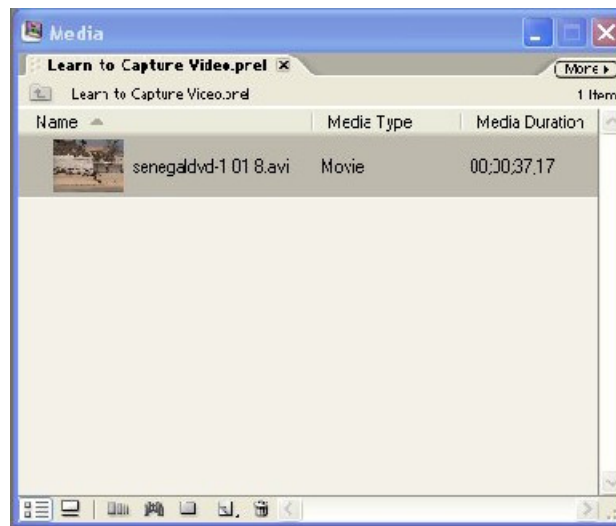 Media
Learn to Capture Video.prel
More
Learn to Capture Video.prel
1 Item
Name Media Type Media Duration
senegaldvd-1 01 8.avi Movie 00;00;37;17